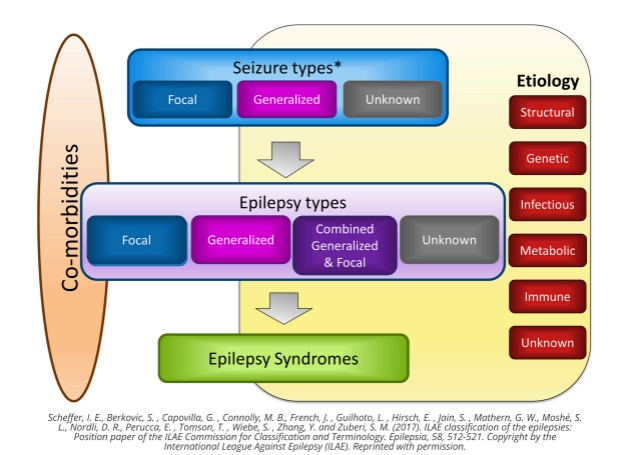 Seizure types*
Focal
Generalized
Unknown
Etiology
Structural
Genetic
Infectious
Metabolic
Immune
Unknown
Co-morbidities
Epilepsy types
Focal
Generalized
Combined
Generalized
& Focal
Unknown
Epilepsy Syndromes
Scheffer, I. E., Berkovic, S. , Capovilla, G. , Connolly, M. B., French, J. , Guilhoto, L. , Hirsch, E. , Jain, S. , Mathern, G. W., Moshé, S.
L., Nordli, D. R., Perucca, E. , Tomson, T. , Wiebe, S. , Zhang, Y. and Zuberi, S. M. (2017). ILAE classification of the epilepsies:
Position paper of the ILAE Commission for Classification and Terminology. Epilepsia, 58, 512-521. Copyright by the
International League Against Epilepsy (ILAE). Reprinted with permission.